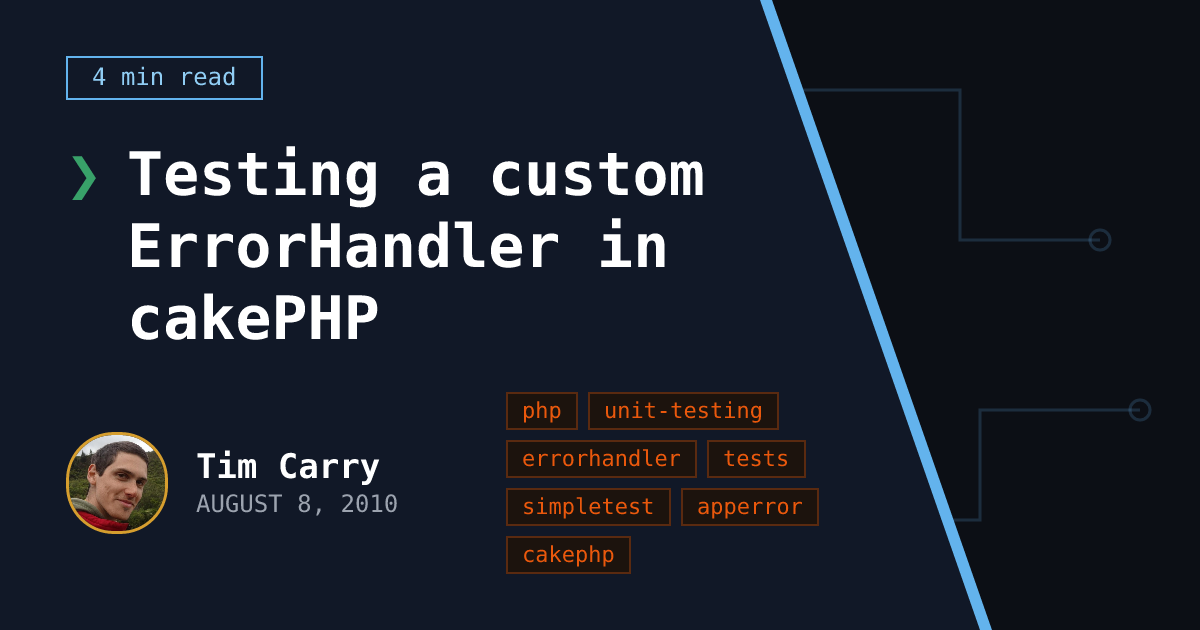 4 min read
❯ Testing a custom
ErrorHandler in
cakePHP
Tim Carry
AUGUST 8, 2010
php unit-testing
errorhandler tests
simpletest apperror
cakephp